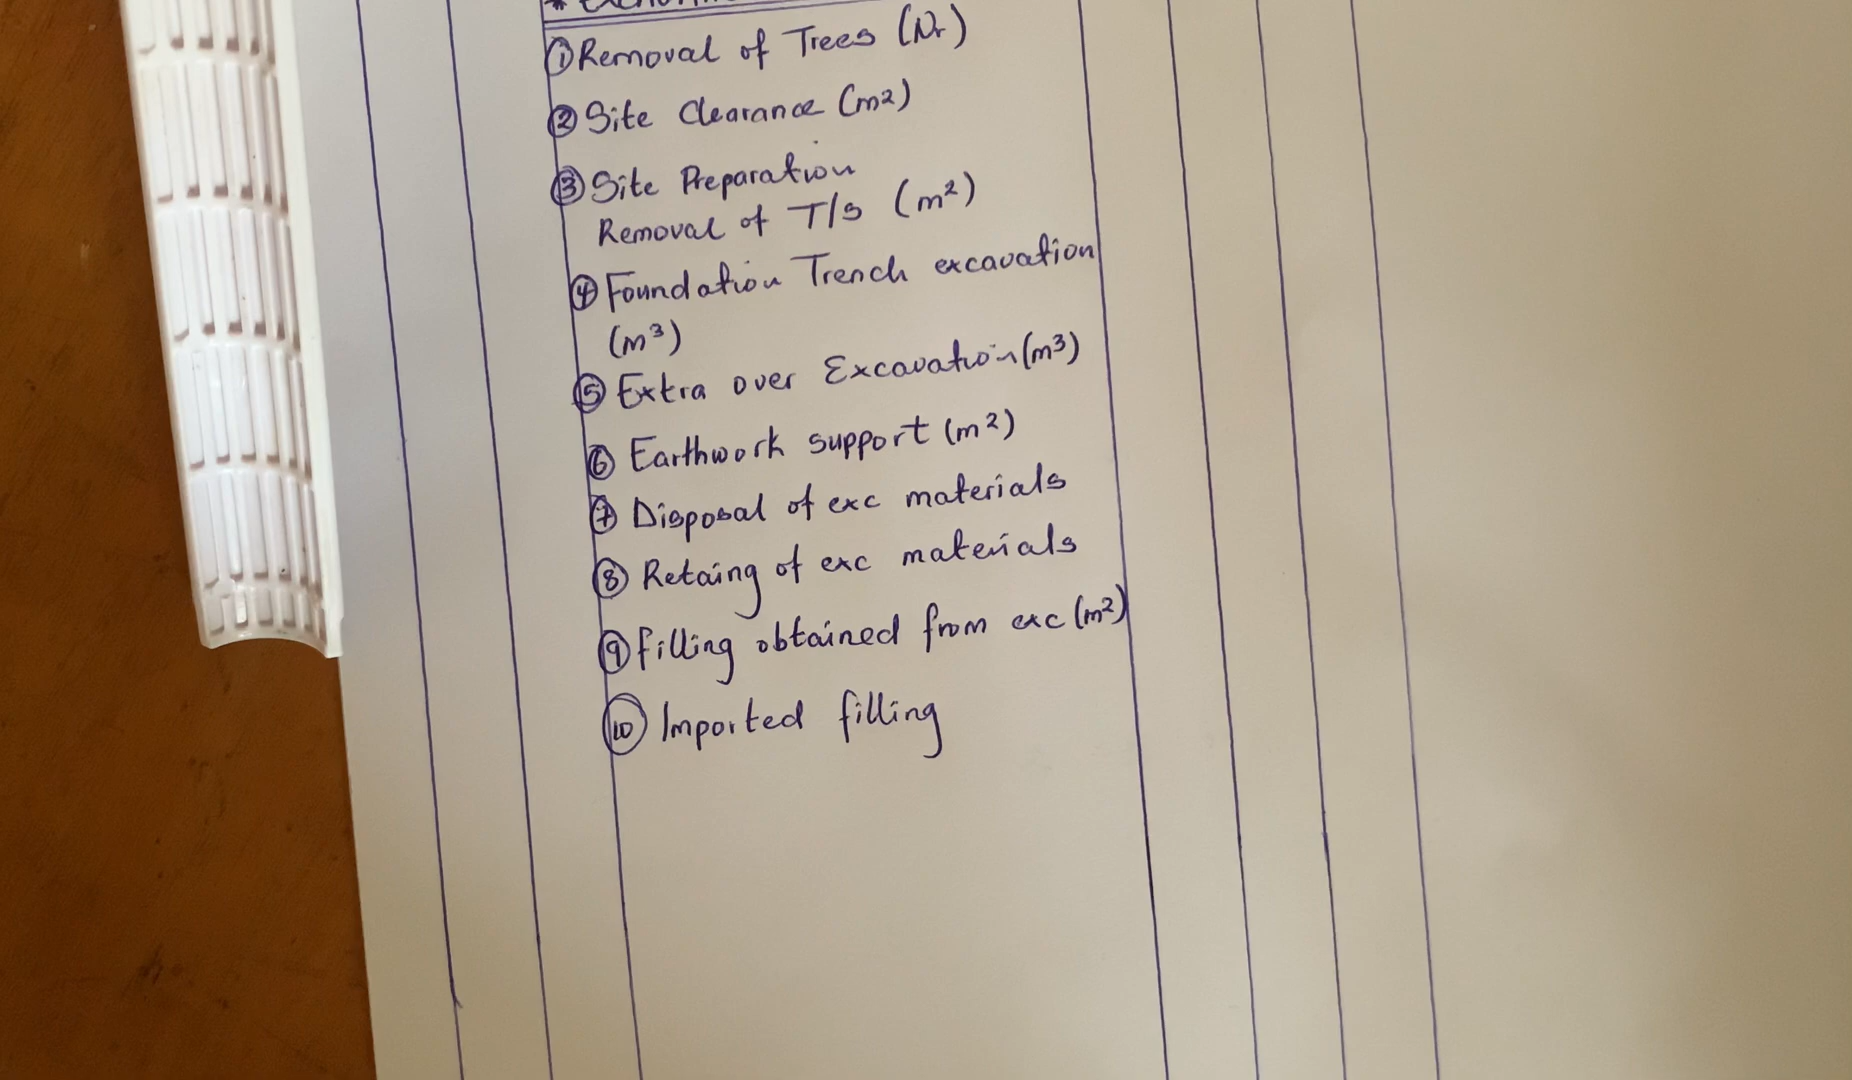 ① Removal of Trees (Nr)
② Site Clearance (m2)
③ Site Preparation
Removal of T/S (m²)
④ Foundation Trench excavation
(m³)
⑤ Extra over Excavation (m³)
⑥ Earthwork support (m²)
⑦ Disposal of exc materials
⑧ Retaing of exc materials
⑨ filling obtained from exc (m²)
⑩ Imported filling